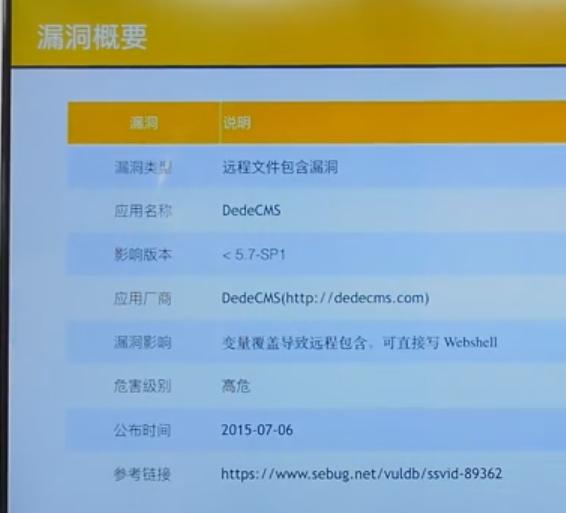 漏洞概要
漏洞 说明
漏洞类型 远程文件包含漏洞
应用名称 DedeCMS
影响版本 < 5.7-SP1
应用厂商 DedeCMS(http://dedecms.com)
漏洞影响 变量覆盖导致远程包含，可直接写 Webshell
危害级别 高危
公布时间 2015-07-06
参考链接 https://www.sebug.net/vuldb/ssvid-89362